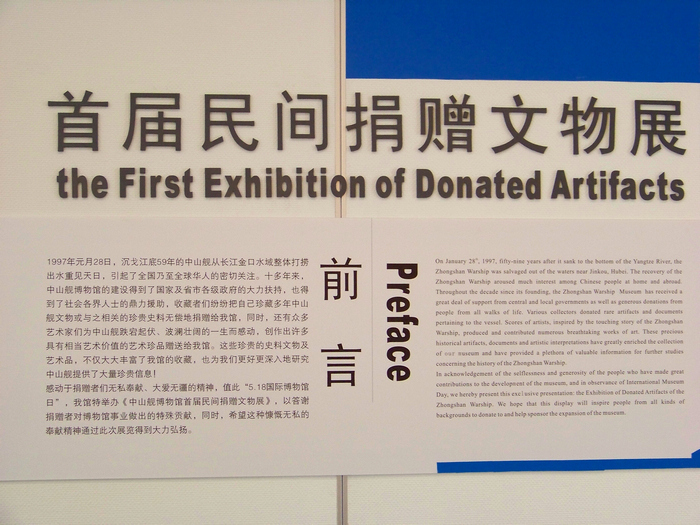 首届民间捐赠文物展
the First Exhibition of Donated Artifacts
1997年元月28日，沉戈江底59年的中山舰从长江金口水域整体打捞
出水重见天日，引起了全国乃至全球华人的密切关注。十多年来，
中山舰博物馆的建设得到了国家及省市各级政府的大力扶持，也得
到了社会各界人士的鼎力援助，收藏者们纷纷把自己珍藏多年中山
舰文物或与之相关的珍贵史料无偿地捐赠给我馆，同时，还有众多
艺术家们为中山舰跌宕起伏、波澜壮阔的一生而感动，创作出许多
具有相当艺术价值的艺术珍品赠送给我馆。这些珍贵的史料文物及
艺术品，不仅大大丰富了我馆的收藏，也为我们更好更深入地研究
中山舰提供了大量珍贵信息！
感动于捐赠者们无私奉献、大爱无疆的精神，值此“5.18国际博物馆
日”，我馆特举办《中山舰博物馆首届民间捐赠文物展》，以答谢
捐赠者对博物馆事业做出的特殊贡献，同时，希望这种慷慨无私的
奉献精神通过此次展览得到大力弘扬。
前言
Preface
On January 28th, 1997, fifty-nine years after it sank to the bottom of the Yangtze River, the
Zhongshan Warship was salvaged out of the waters near Jinkou, Hubei. The recovery of the
Zhongshan Warship aroused much interest among Chinese people at home and abroad.
Throughout the decade since its founding, the Zhongshan Warship Museum has received a
great deal of support from central and local governments as well as generous donations from
people from all walks of life. Various collectors donated rare artifacts and documents
pertaining to the vessel. Scores of artists, inspired by the touching story of the Zhongshan
Warship, produced and contributed numerous breathtaking works of art. These precious
historical artifacts, documents and artistic interpretations have greatly enriched the collection
of our museum and have provided a plethora of valuable information for further studies
concerning the history of the Zhongshan Warship.
In acknowledgement of the selflessness and generosity of the people who have made great
contributions to the development of the museum, and in observance of International Museum
Day, we hereby present this exclusive presentation: the Exhibition of Donated Artifacts of the
Zhongshan Warship. We hope that this display will inspire people from all kinds of
backgrounds to donate to and help sponsor the expansion of the museum.